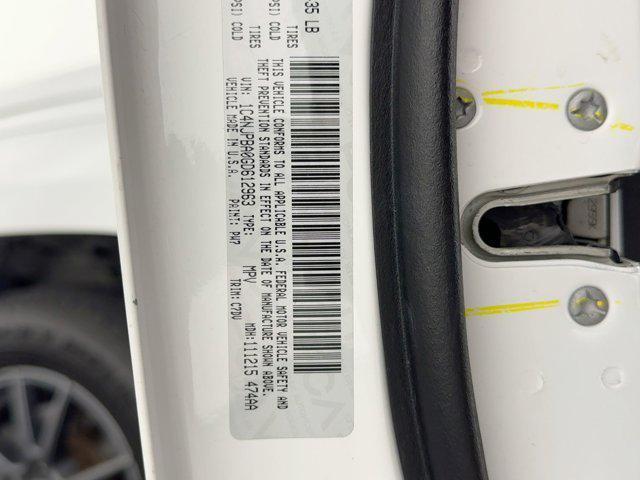 35 LB
TIRES
PSI) COLD
TIRES
PSI) COLD
THIS VEHICLE CONFORMS TO ALL APPLICABLE U.S.A. FEDERAL MOTOR VEHICLE SAFETY AND
THEFT PREVENTION STANDARDS IN EFFECT ON THE DATE OF MANUFACTURE SHOWN ABOVE.
VIN: 1C4NJPBA0GD612963 TYPE: MPV MDH:111215 474AA
VEHICLE MADE IN U.S.A. PAINT: PW7 TRIM: C7DV